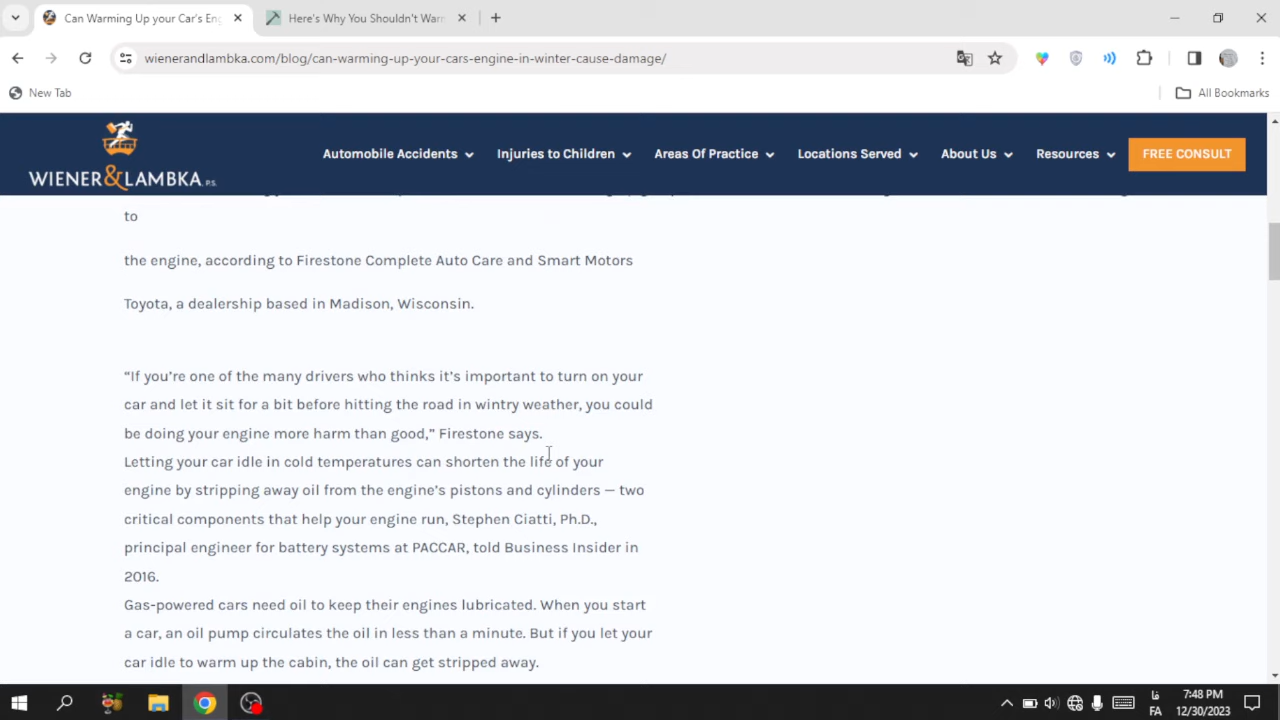 Can Warming Up your Car's Eng
Here's Why You Shouldn't Warm
wienerandlambka.com/blog/can-warming-up-your-cars-engine-in-winter-cause-damage/
New Tab
All Bookmarks
WIENER&LAMBKA P.S.
Automobile Accidents
Injuries to Children
Areas Of Practice
Locations Served
About Us
Resources
FREE CONSULT
to
the engine, according to Firestone Complete Auto Care and Smart Motors
Toyota, a dealership based in Madison, Wisconsin.
“If you’re one of the many drivers who thinks it’s important to turn on your
car and let it sit for a bit before hitting the road in wintry weather, you could
be doing your engine more harm than good,” Firestone says.
Letting your car idle in cold temperatures can shorten the life of your
engine by stripping away oil from the engine’s pistons and cylinders — two
critical components that help your engine run, Stephen Ciatti, Ph.D.,
principal engineer for battery systems at PACCAR, told Business Insider in
2016.
Gas-powered cars need oil to keep their engines lubricated. When you start
a car, an oil pump circulates the oil in less than a minute. But if you let your
car idle to warm up the cabin, the oil can get stripped away.
فا
FA
7:48 PM
12/30/2023